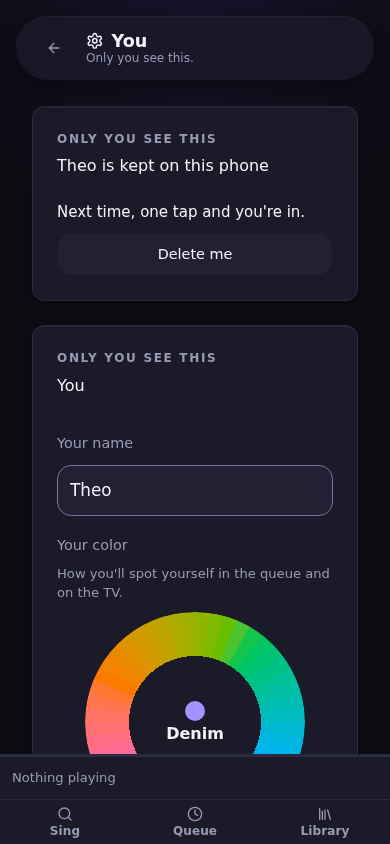 You
Only you see this.
ONLY YOU SEE THIS
Theo is kept on this phone
Next time, one tap and you're in.
Delete me
ONLY YOU SEE THIS
You
Your name
Theo
Your color
How you'll spot yourself in the queue and
on the TV.
Denim
Nothing playing
Sing
Queue
Library